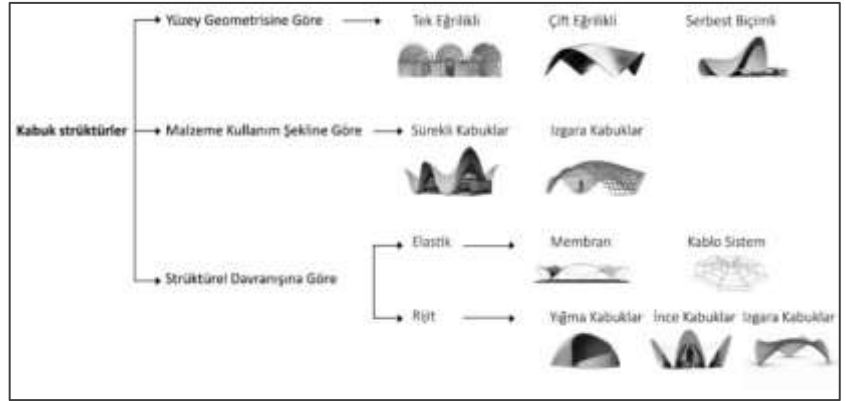 Yüzey Geometrisine Göre Tek Eğrilikli Çift Eğrilikli Serbest Biçimli
Kabuk strüktürler Malzeme Kullanım Şekline Göre Sürekli Kabuklar Izgara Kabuklar
Elastik Membran Kablo Sistem
Strüktürel Davranışına Göre
Rijit Yığma Kabuklar İnce Kabuklar Izgara Kabuklar